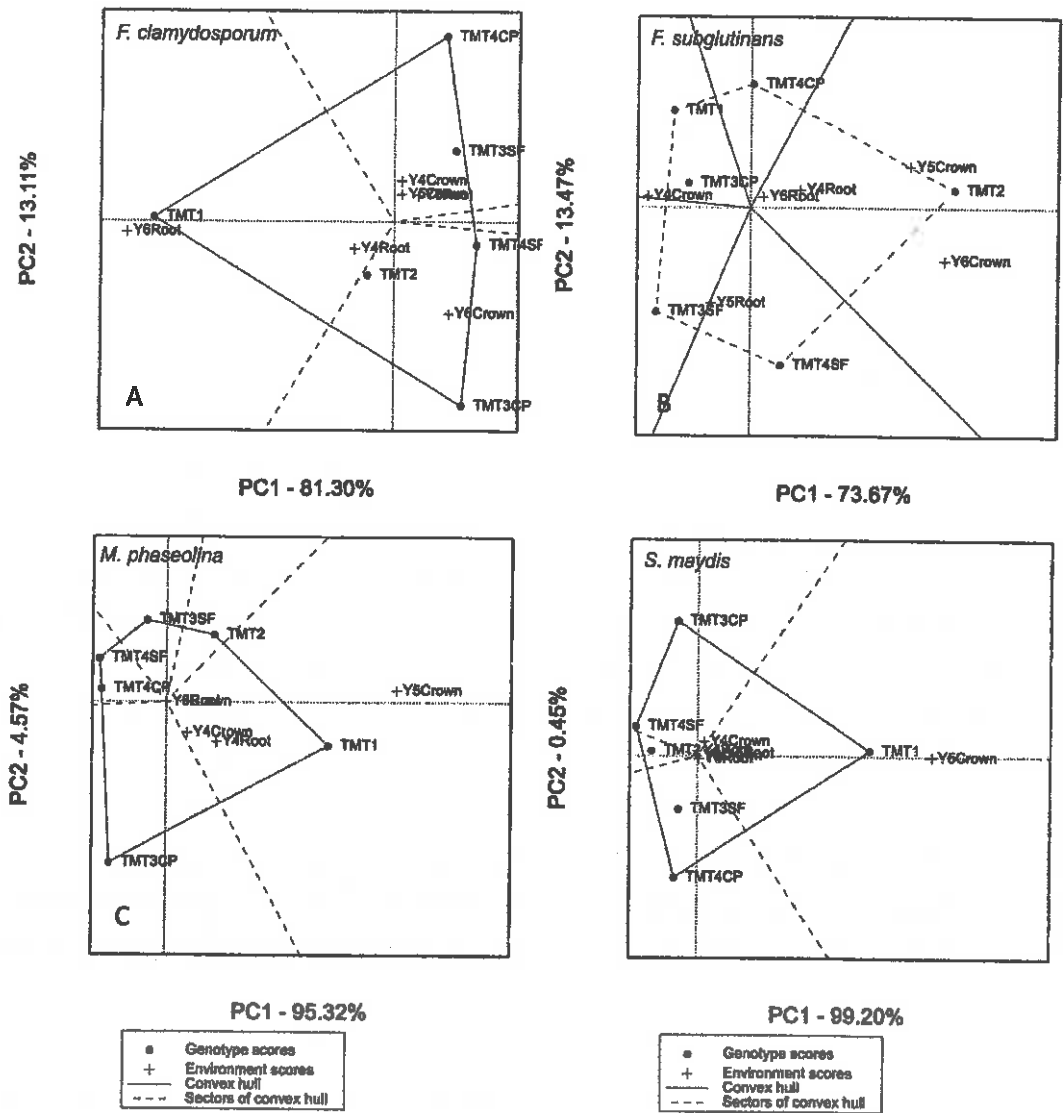 F. clamydosporum
TMT4CP
TMT3SF
Y4Crown
TMT1
Y6Root
TMT4SF
Y4Root
TMT2
Y6Crown
A
TMT3CP
PC2 - 13.11%
PC1 - 81.30%
F. subglutinans
TMT4CP
TMT1
Y5Crown
TMT3CP
TMT2
Y4Crown
Y6Root
Y4Root
Y6Crown
Y5Root
TMT3SF
TMT4SF
B
PC2 - 13.47%
PC1 - 73.67%
M. phaseolina
TMT3SF
TMT2
TMT4SF
TMT4CP
Y5Crown
Y4Crown
Y4Root
TMT1
TMT3CP
C
PC2 - 4.57%
PC1 - 95.32%
S. maydis
TMT3CP
TMT4SF
Y4Crown
TMT2
TMT1
TMT3SF
TMT4CP
PC2 - 0.45%
PC1 - 99.20%
Genotype scores
Environment scores
Convex hull
Sectors of convex hull
Genotype scores
Environment scores
Convex hull
Sectors of convex hull